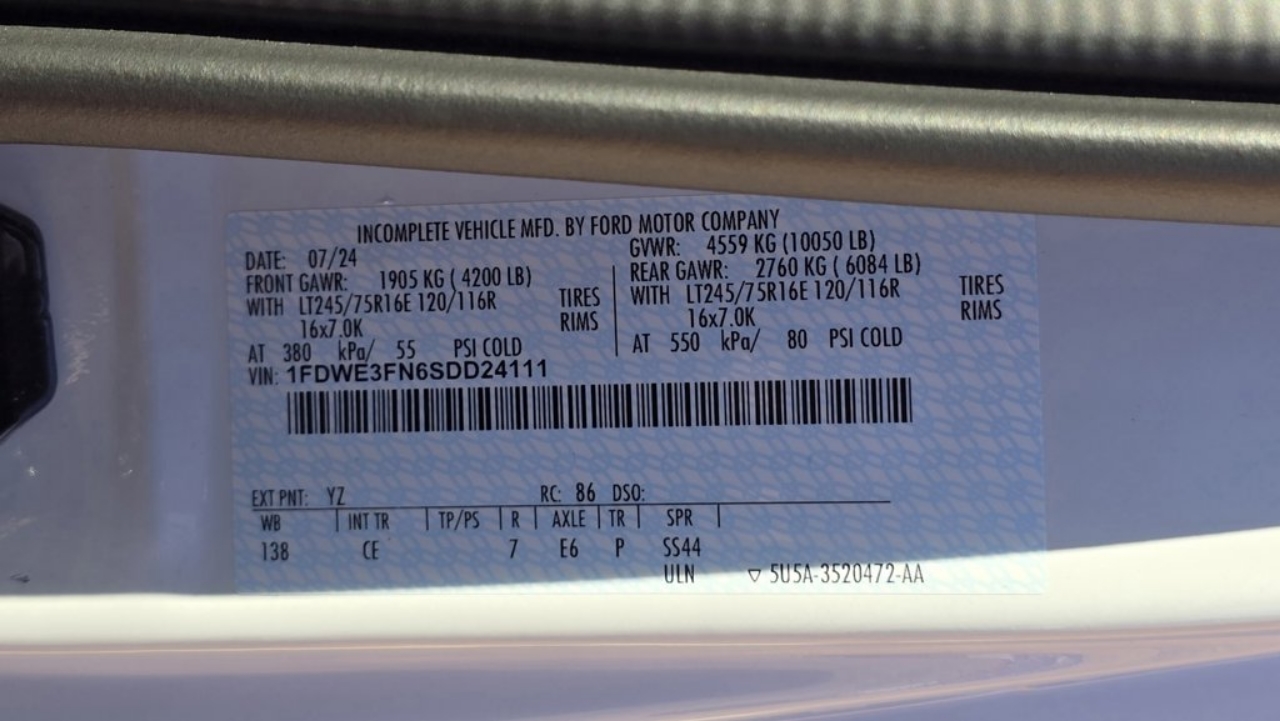 INCOMPLETE VEHICLE MFD. BY FORD MOTOR COMPANY
DATE: 07/24 GVWR: 4559 KG (10050 LB)
FRONT GAWR: 1905 KG ( 4200 LB) REAR GAWR: 2760 KG ( 6084 LB)
WITH LT245/75R16E 120/116R TIRES WITH LT245/75R16E 120/116R TIRES
16x7.0K RIMS 16x7.0K RIMS
AT 380 kPa/ 55 PSI COLD AT 550 kPa/ 80 PSI COLD
VIN: 1FDWE3FN6SDD24111
EXT PNT: YZ RC: 86 DSO:
WB INT TR TP/PS R AXLE TR SPR
138 CE 7 E6 P SS44
ULN ▽ 5U5A-3520472-AA